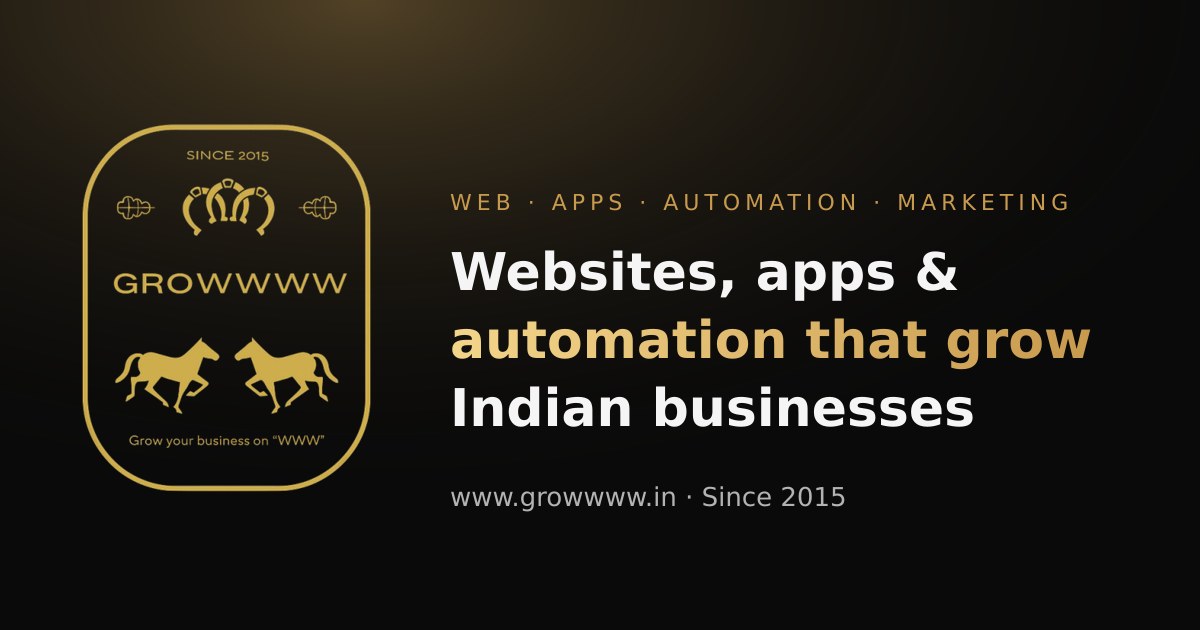 SINCE 2015
GROWWWW
Grow your business on “WWW”
WEB · APPS · AUTOMATION · MARKETING
Websites, apps &
automation that grow
Indian businesses
www.growwww.in · Since 2015